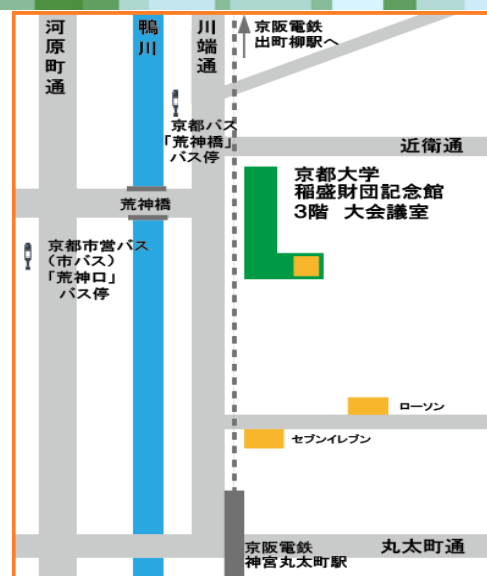 河原町通
鴨川
川端通
京阪電鉄
出町柳駅へ
京都バス
「荒神橋」
バス停
近衛通
京都大学
稲盛財団記念館
3階 大会議室
荒神橋
京都市営バス
(市バス)
「荒神口」
バス停
ローソン
セブンイレブン
京阪電鉄
神宮丸太町駅
丸太町通